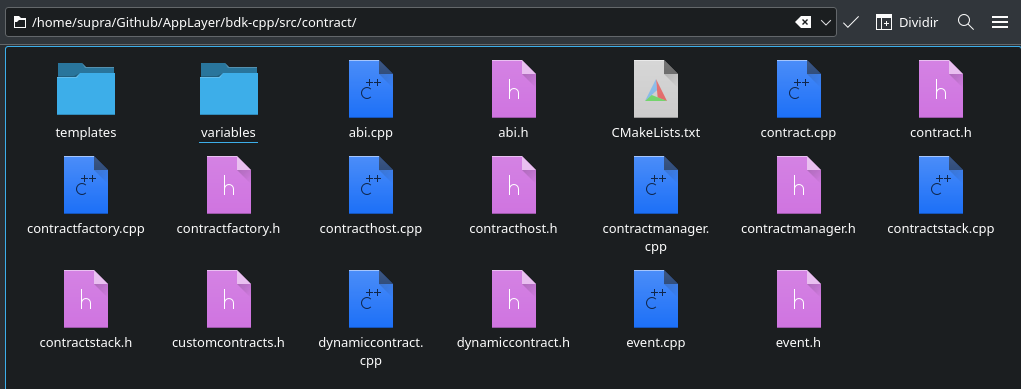 /home/supra/Github/AppLayer/bdk-cpp/src/contract/
Dividir
C++
h
C++
h
templates
variables
abi.cpp
abi.h
CMakeLists.txt
contract.cpp
contract.h
C++
h
C++
h
C++
h
C++
contractfactory.cpp
contractfactory.h
contracthost.cpp
contracthost.h
contractmanager.
cpp
contractmanager.h
contractstack.cpp
h
h
C++
h
C++
h
contractstack.h
customcontracts.h
dynamiccontract.
cpp
dynamiccontract.h
event.cpp
event.h